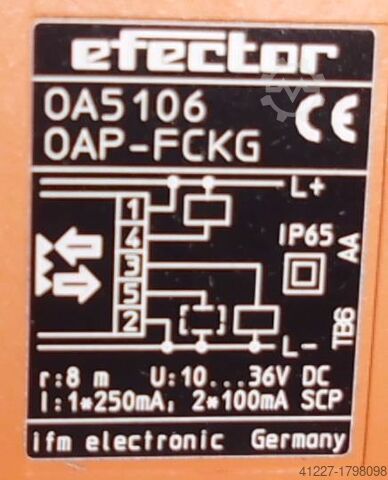 efector
OA5106
OAP-FCKG
CE
L+
1
4
3
5
2
IP65
AA
TB6
L-
r:8 m U:10...36V DC
I:1*250mA, 2*100mA SCP
ifm electronic Germany
41227-1798098